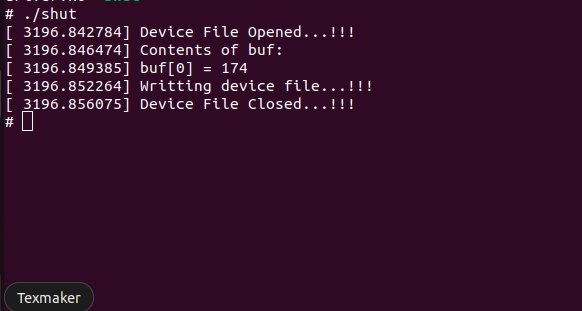 # ./shut
[ 3196.842784] Device File Opened...!!!
[ 3196.846474] Contents of buf:
[ 3196.849385] buf[0] = 174
[ 3196.852264] Writting device file...!!!
[ 3196.856075] Device File Closed...!!!
#
Texmaker